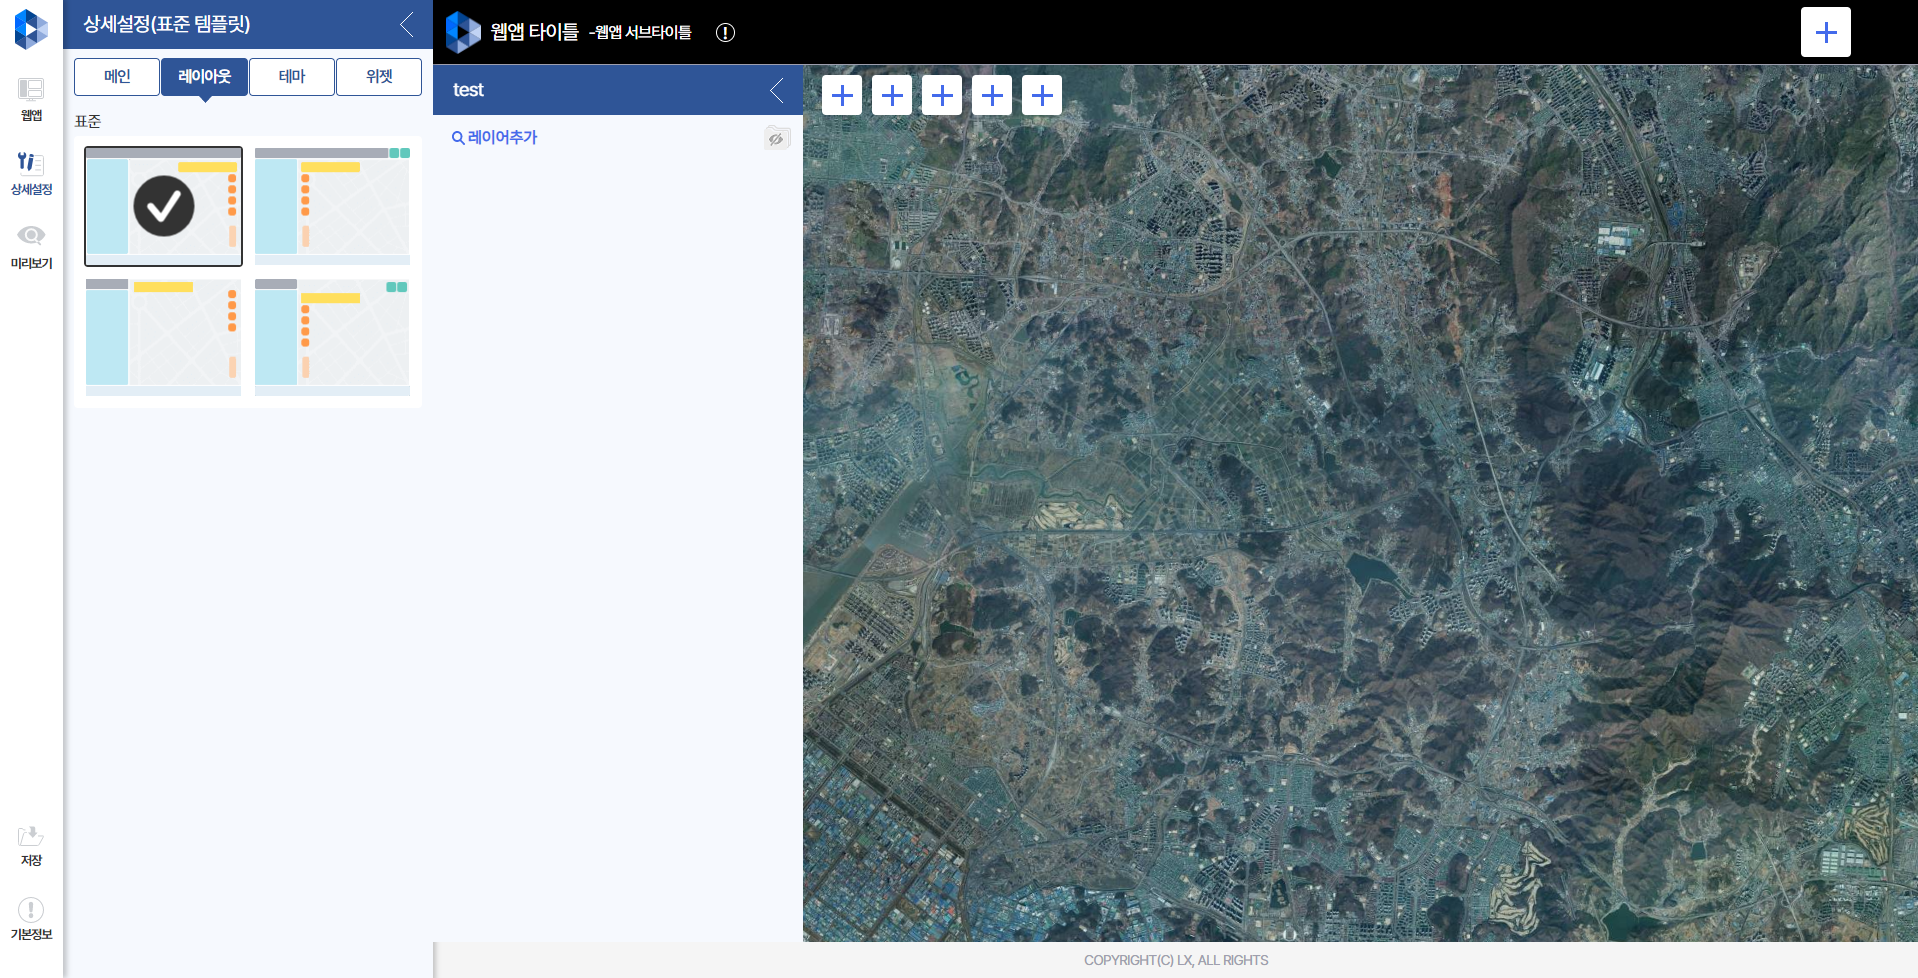 웹앱
상세설정
미리보기
저장
기본정보
상세설정(표준 템플릿)
메인
레이아웃
테마
위젯
표준
웹앱 타이틀 -웹앱 서브타이틀
test
레이어추가
COPYRIGHT(C) LX, ALL RIGHTS